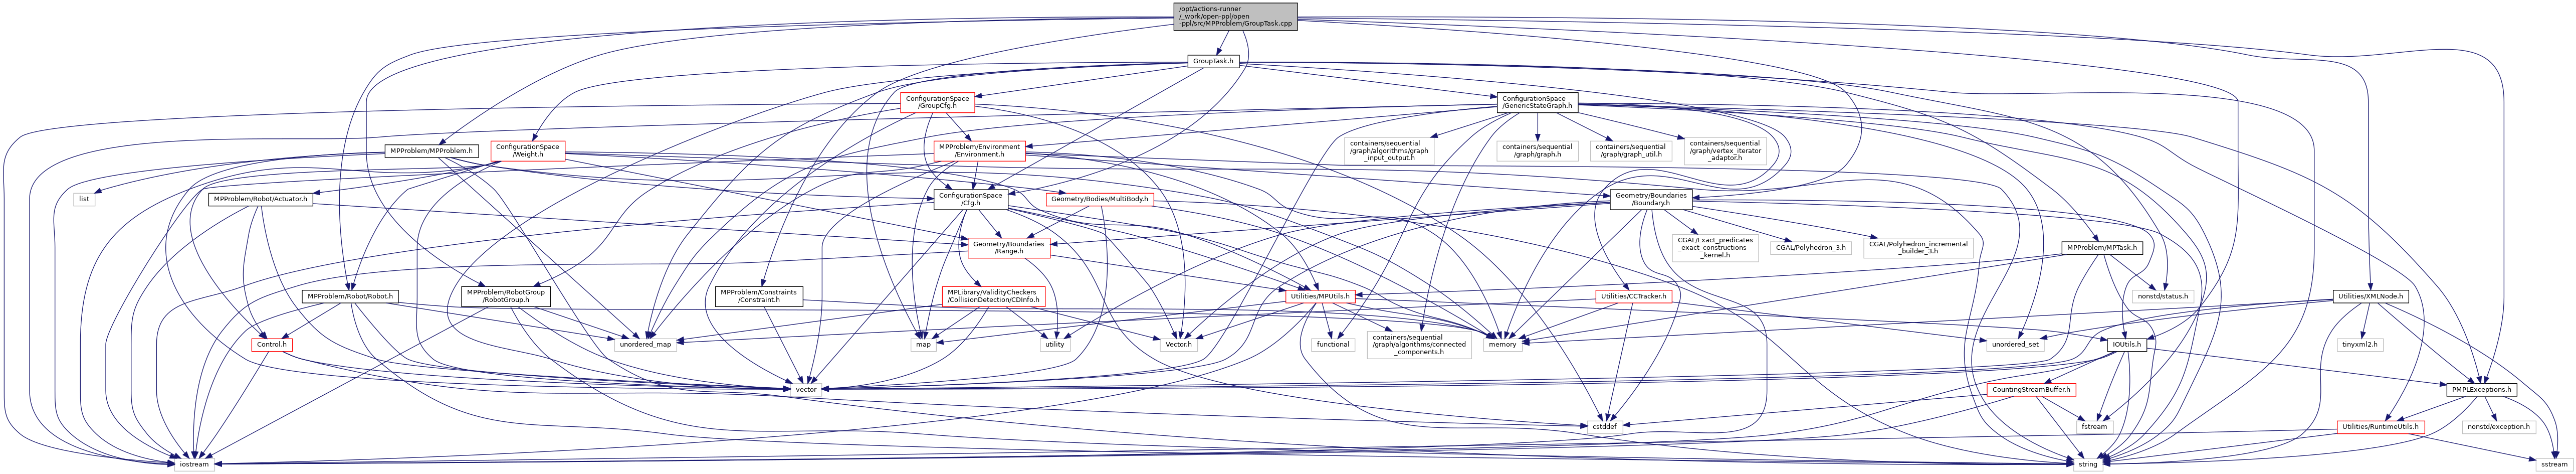 /opt/actions-runner
/_work/open-ppl/open
-ppl/src/MPProblem/GroupTask.cpp
GroupTask.h
ConfigurationSpace
/GroupCfg.h
ConfigurationSpace
/GenericStateGraph.h
MPProblem/MPProblem.h
ConfigurationSpace
/Weight.h
MPProblem/Environment
/Environment.h
containers/sequential
/graph/algorithms/graph
_input_output.h
containers/sequential
/graph/graph.h
containers/sequential
/graph/graph_util.h
containers/sequential
/graph/vertex_iterator
_adaptor.h
list
MPProblem/Robot/Actuator.h
ConfigurationSpace
/Cfg.h
Geometry/Bodies/MultiBody.h
Geometry/Boundaries
/Boundary.h
Geometry/Boundaries
/Range.h
CGAL/Exact_predicates
_exact_constructions
_kernel.h
CGAL/Polyhedron_3.h
CGAL/Polyhedron_incremental
_builder_3.h
MPProblem/MPTask.h
MPProblem/Robot/Robot.h
MPProblem/RobotGroup
/RobotGroup.h
MPProblem/Constraints
/Constraint.h
MPLibrary/ValidityCheckers
/CollisionDetection/CDInfo.h
Utilities/MPUtils.h
Utilities/CCTracker.h
nonstd/status.h
Utilities/XMLNode.h
Control.h
unordered_map
map
utility
Vector.h
functional
containers/sequential
/graph/algorithms/connected
_components.h
memory
unordered_set
IOUtils.h
tinyxml2.h
vector
CountingStreamBuffer.h
PMPLExceptions.h
cstddef
fstream
Utilities/RuntimeUtils.h
nonstd/exception.h
iostream
string
sstream